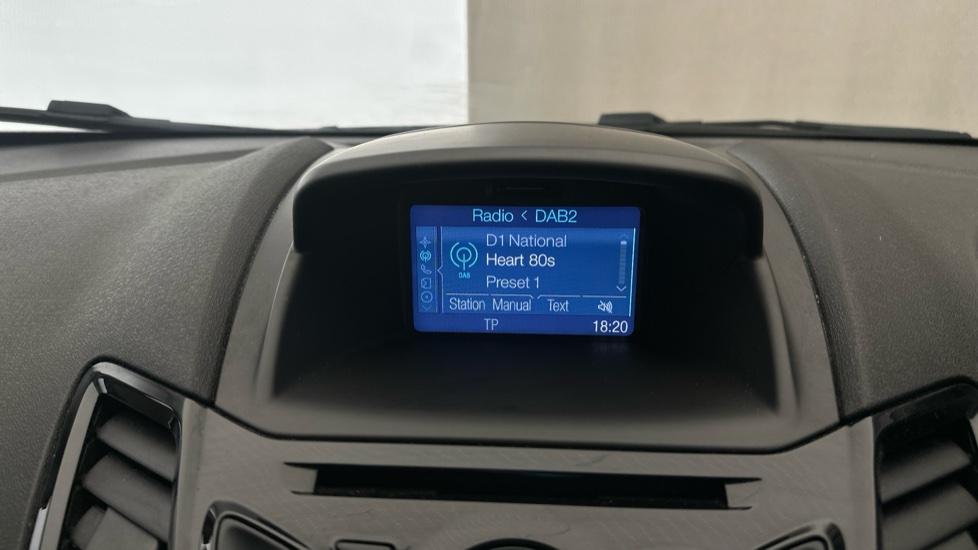 Radio < DAB2
D1 National
DAB
Heart 80s
Preset 1
Station Manual Text
TP 18:20